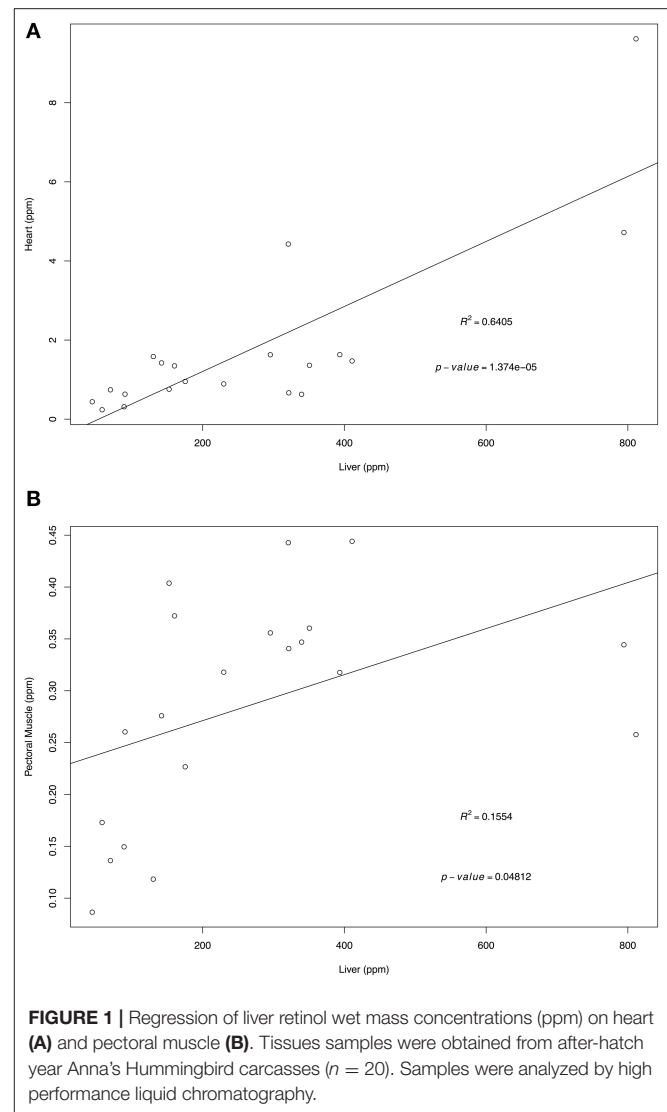 A
Heart (ppm)
8
6
4
2
0
R² = 0.6405
p − value = 1.374e−05
200 400 600 800
Liver (ppm)
B
Pectoral Muscle (ppm)
0.45
0.40
0.35
0.30
0.25
0.20
0.15
0.10
R² = 0.1554
p − value = 0.04812
200 400 600 800
Liver (ppm)
FIGURE 1 | Regression of liver retinol wet mass concentrations (ppm) on heart
(A) and pectoral muscle (B). Tissues samples were obtained from after-hatch
year Anna's Hummingbird carcasses (n = 20). Samples were analyzed by high
performance liquid chromatography.